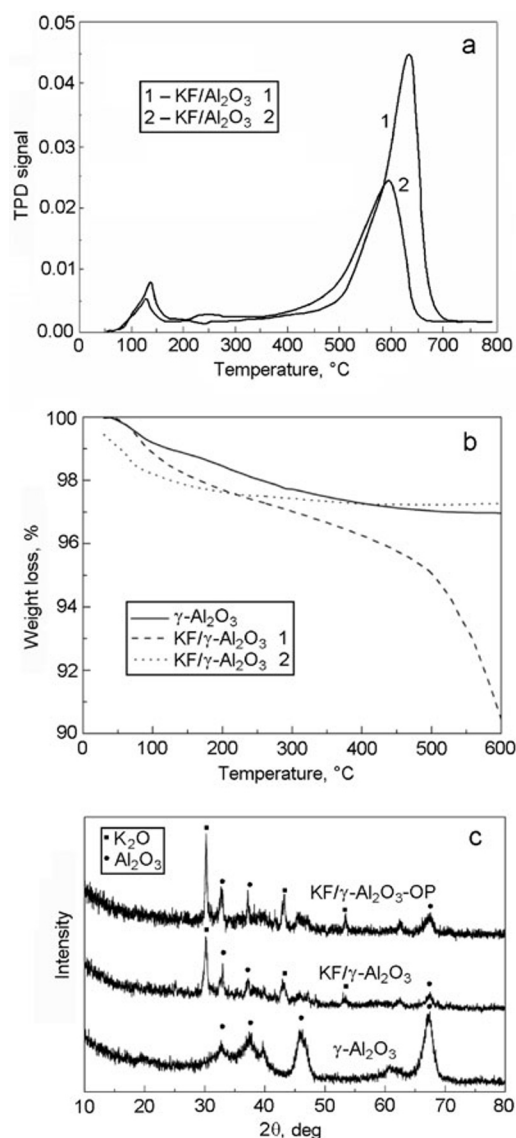 a
1 – KF/Al₂O₃ 1
2 – KF/Al₂O₃ 2
TPD signal
0.05
0.04
0.03
0.02
0.01
0.00
1
2
0 100 200 300 400 500 600 700 800
Temperature, °C
b
Weight loss, %
100
98
96
94
92
90
γ-Al₂O₃
KF/γ-Al₂O₃ 1
KF/γ-Al₂O₃ 2
0 100 200 300 400 500 600
Temperature, °C
c
K₂O
Al₂O₃
Intensity
KF/γ-Al₂O₃-OP
KF/γ-Al₂O₃
γ-Al₂O₃
10 20 30 40 50 60 70 80
2θ, deg